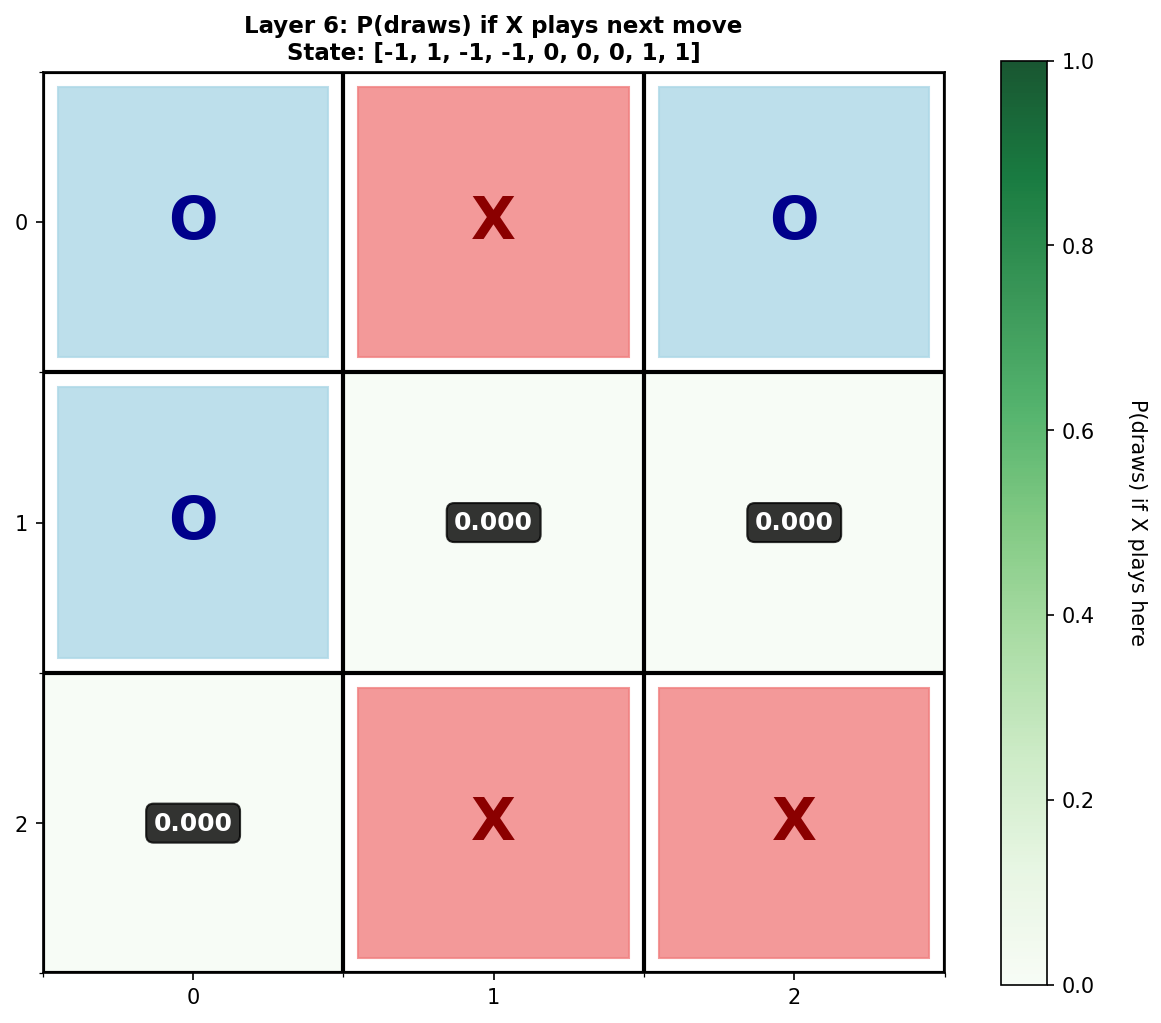 Layer 6: P(draws) if X plays next move
State: [-1, 1, -1, -1, 0, 0, 0, 1, 1]
0
O
X
O
1
O
0.000
0.000
2
0.000
X
X
0
1
2
1.0
0.8
0.6
0.4
0.2
0.0
P(draws) if X plays here